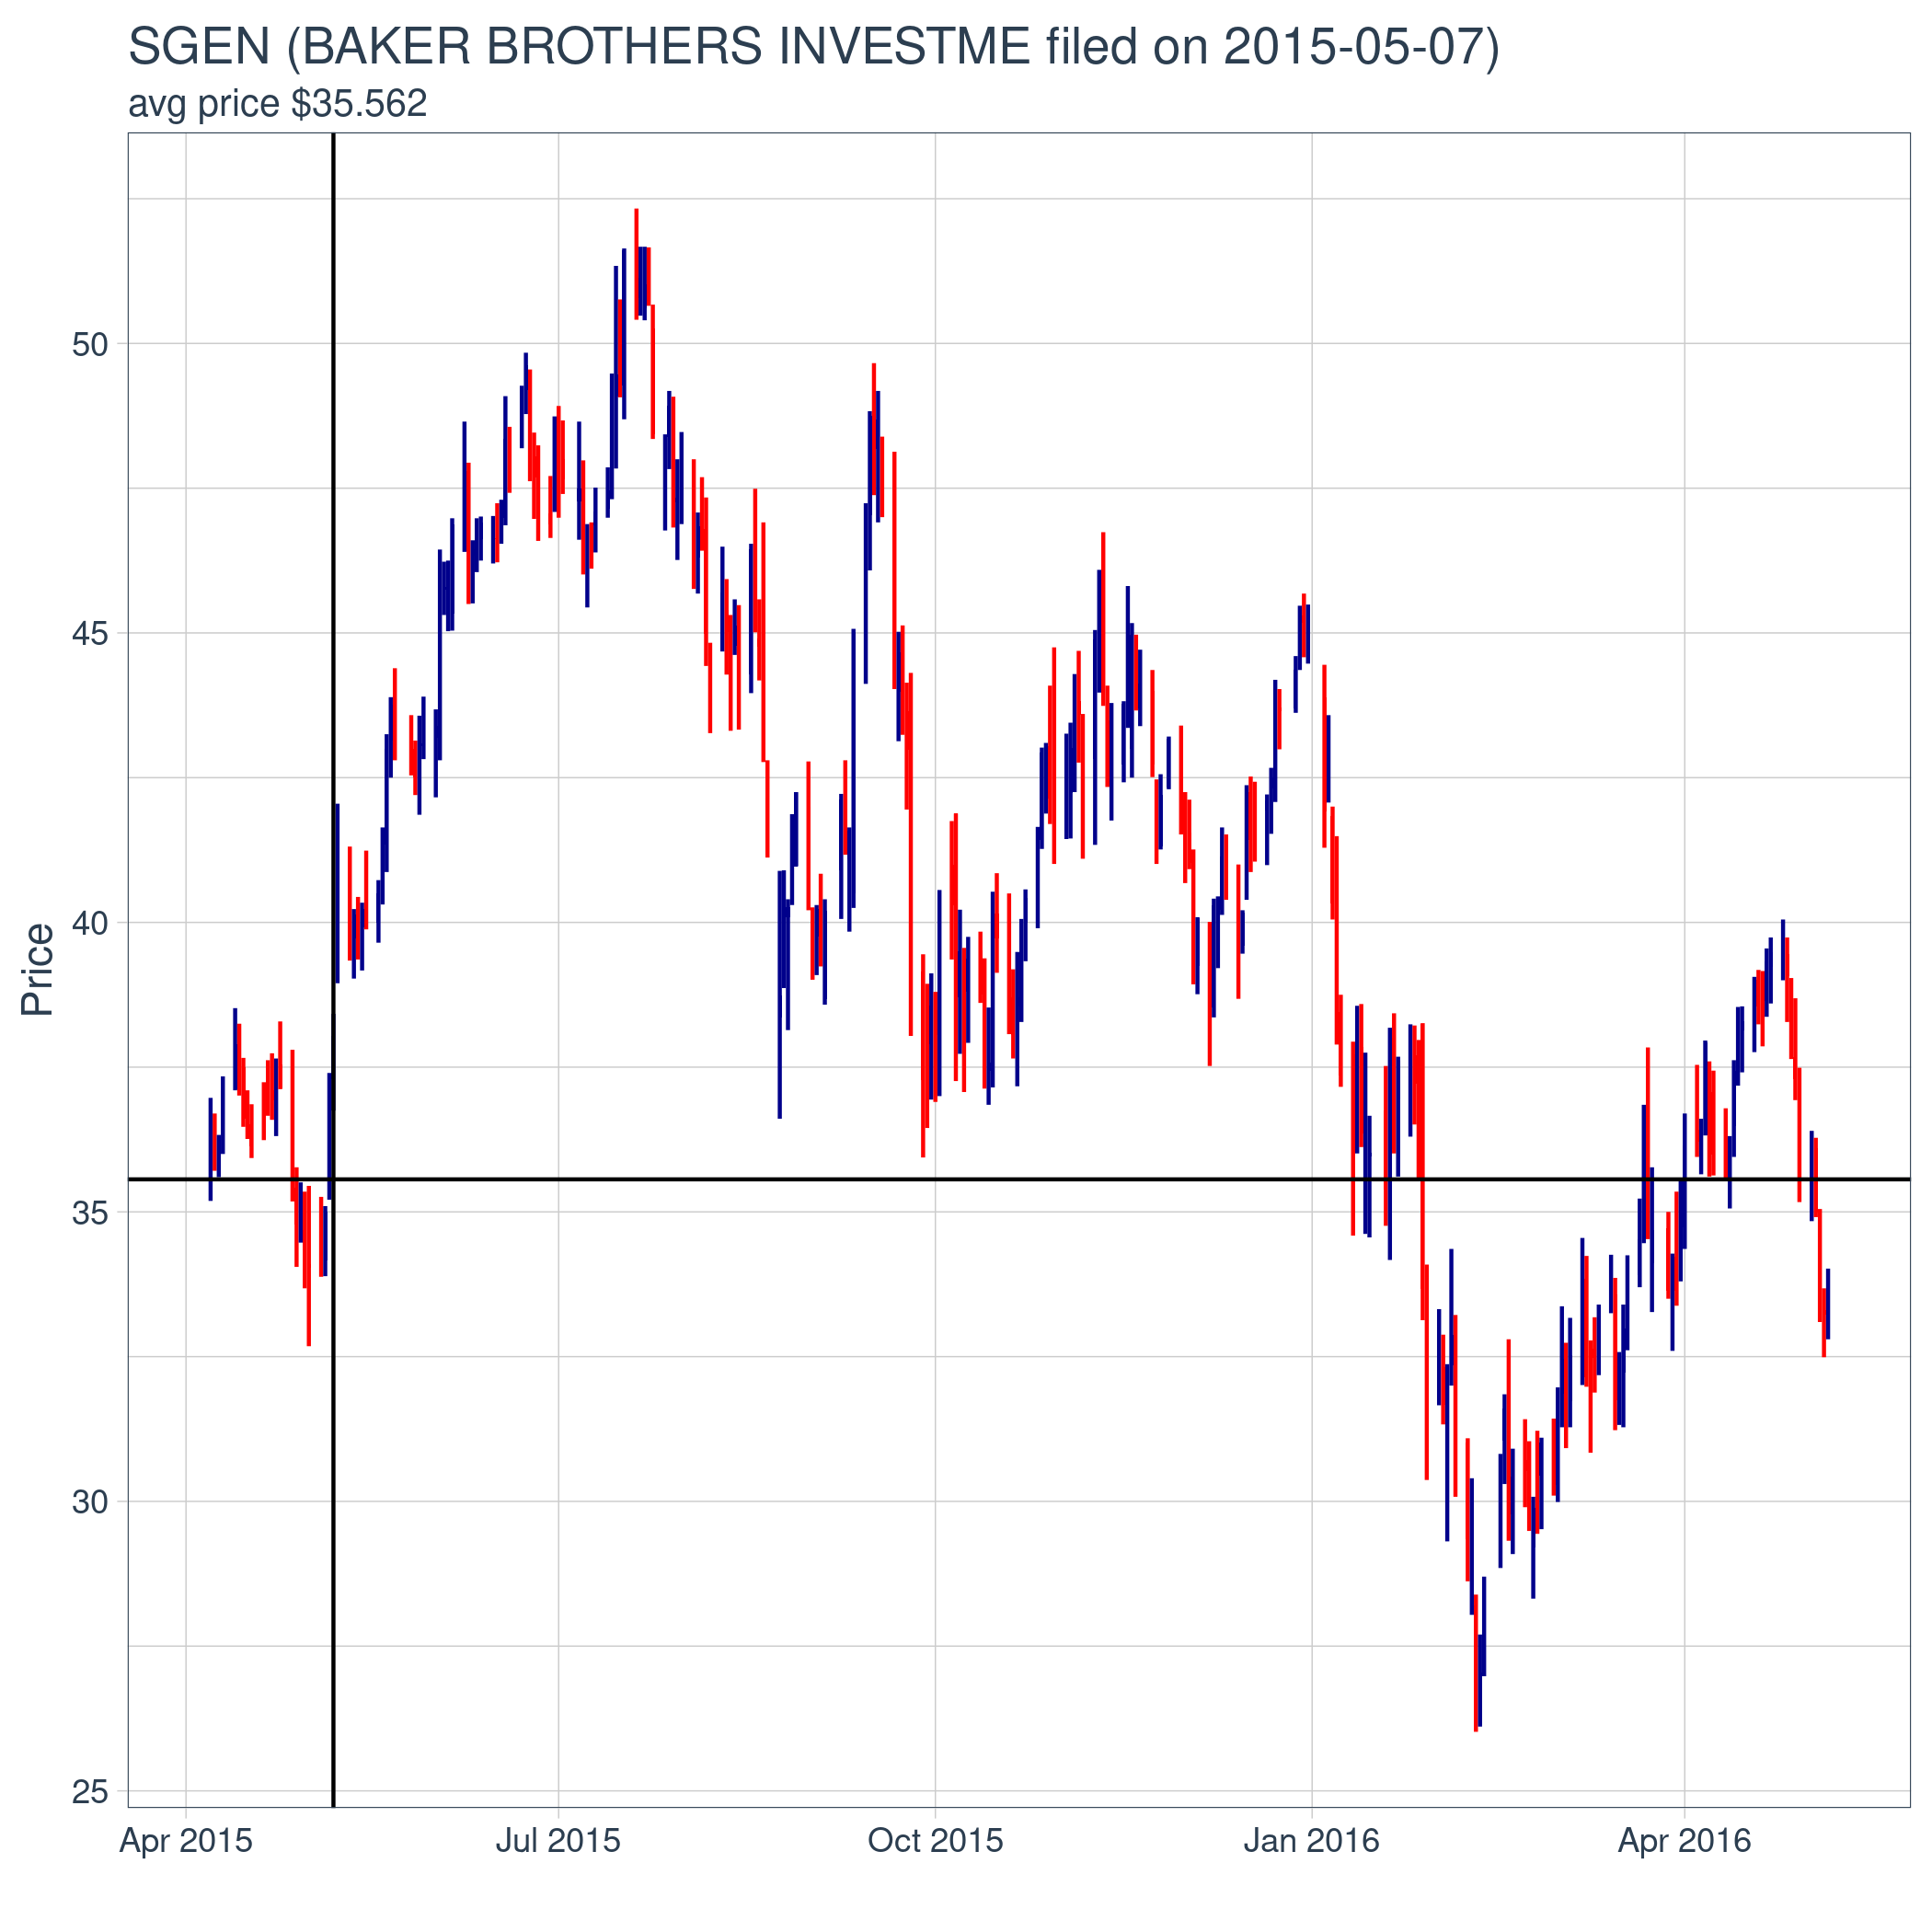 SGEN (BAKER BROTHERS INVESTME filed on 2015-05-07)
avg price $35.562
Price
50
45
40
35
30
25
Apr 2015 Jul 2015 Oct 2015 Jan 2016 Apr 2016